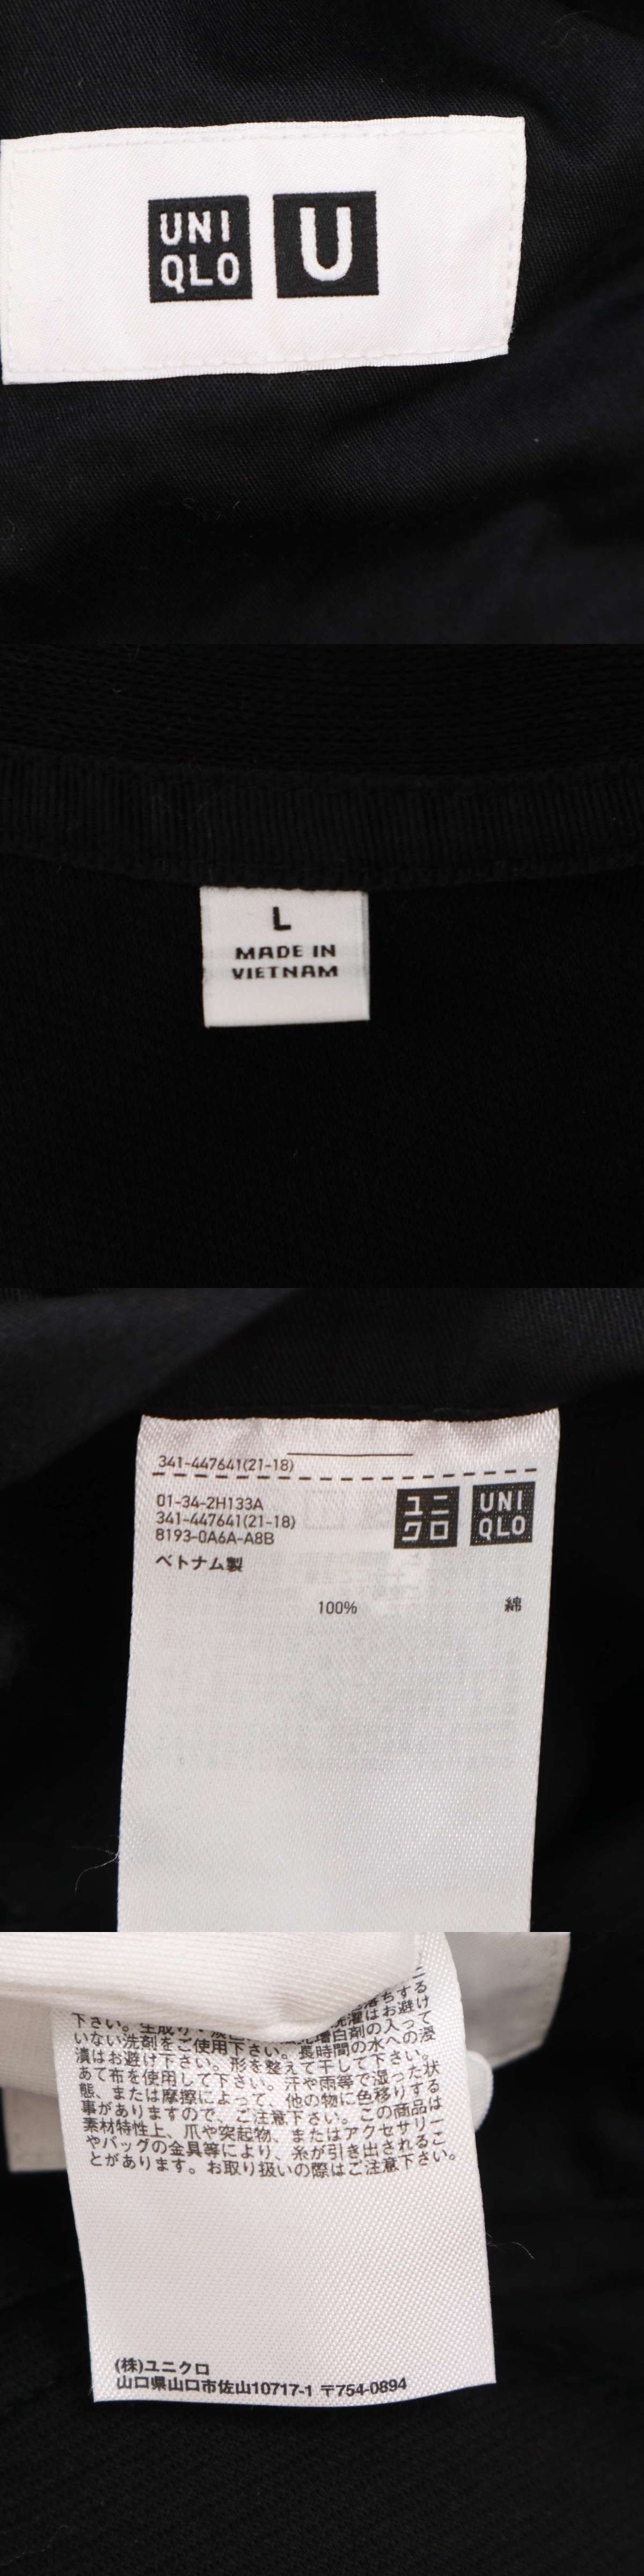 UNI
QLO
U
L
MADE IN
VIETNAM
341-447641(21-18)
01-34-2H133A
341-447641(21-18)
8193-0A6A-A8B
ベトナム製
ユニ
クロ
UNI
QLO
100% 綿
下さい。生成り・淡色
いない洗剤をご使用下さい。長時間の水への浸
漬はお避け下さい。形を整えて干して下さい。
あて布を使用して下さい。汗や雨等で湿った状
態、または摩擦によって、他の物に色移りする
事がありますので、ご注意下さい。この商品は
素材特性上、爪や突起物、またはアクセサリー
やバッグの金具等により、糸が引き出されるこ
とがあります。お取り扱いの際はご注意下さい。
(株)ユニクロ
山口県山口市佐山10717-1 〒754-0894